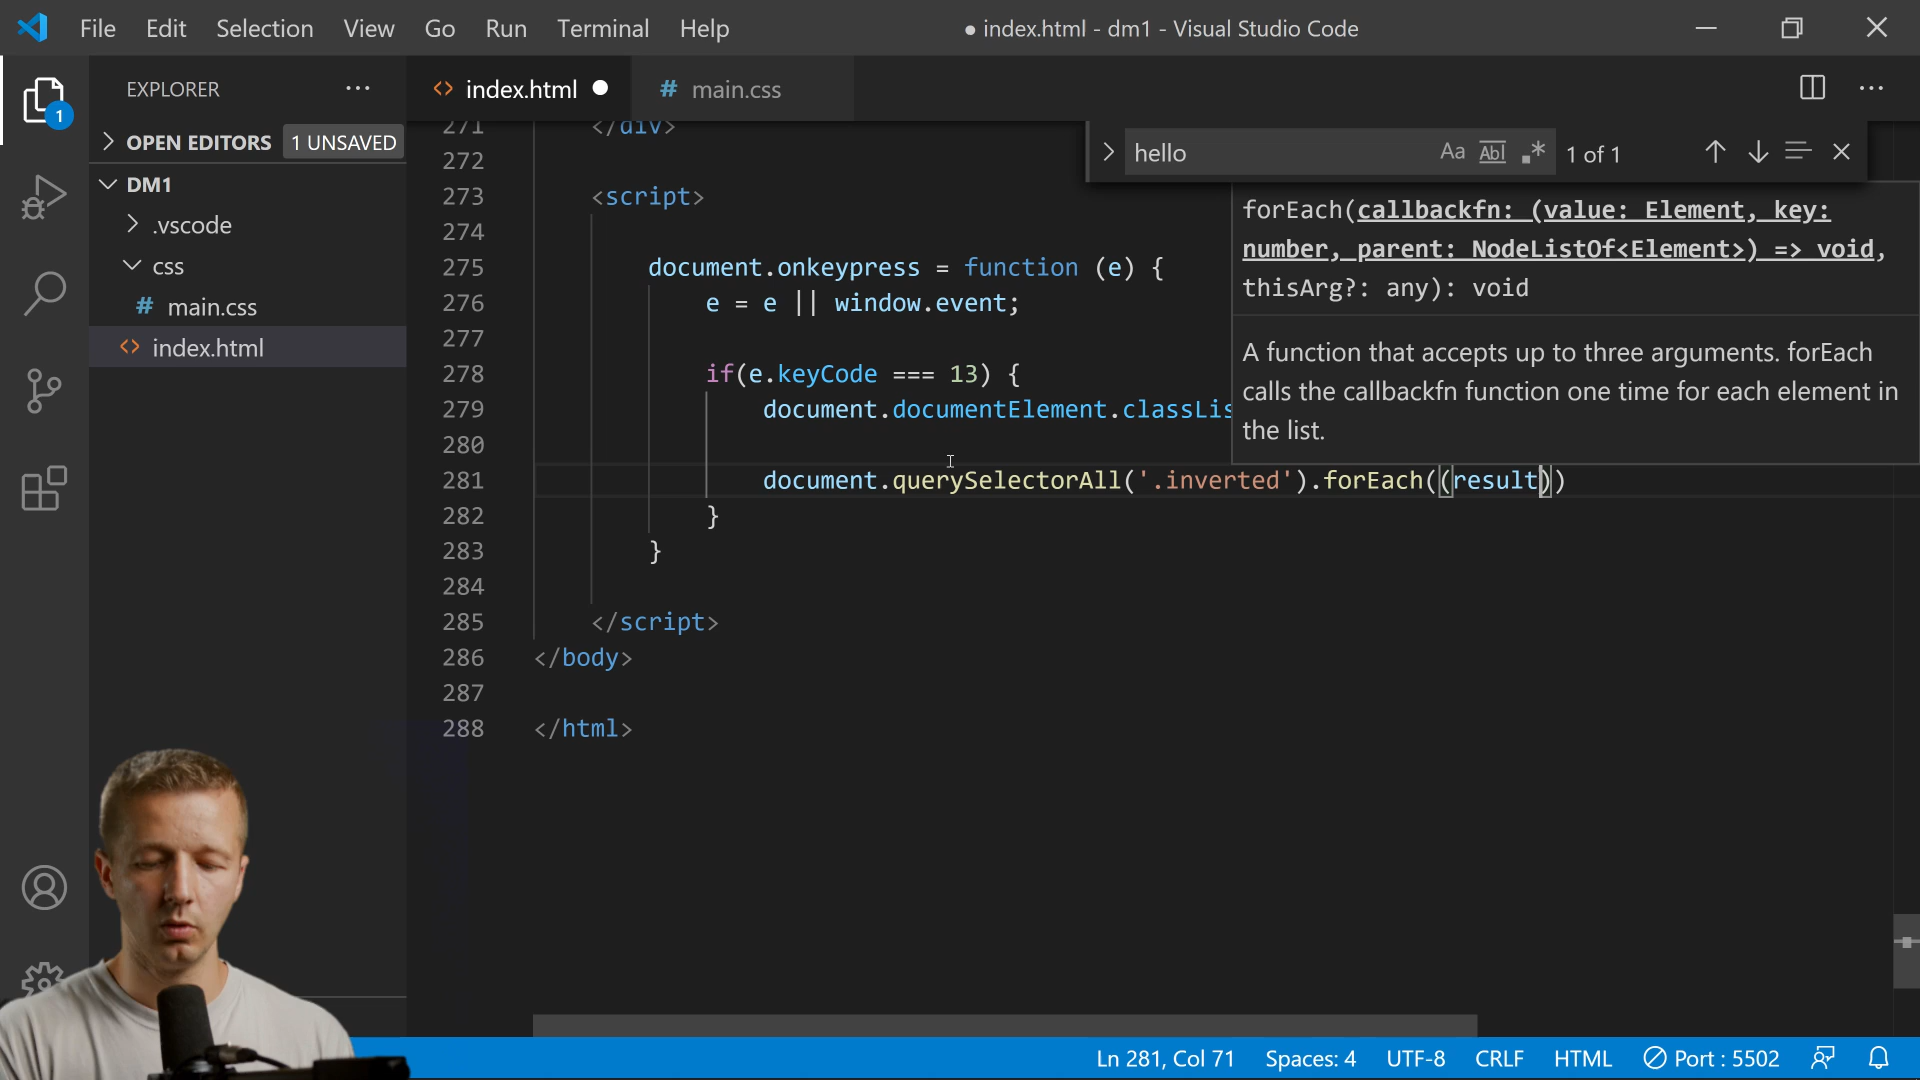 File Edit Selection View Go Run Terminal Help ● index.html - dm1 - Visual Studio Code
EXPLORER ···
index.html ●
# main.css
OPEN EDITORS 1 UNSAVED
DM1
.vscode
css
# main.css
index.html
1
hello Aa Abl .* 1 of 1
forEach(callbackfn: (value: Element, key:
number, parent: NodeListOf<Element>) => void,
thisArg?: any): void
A function that accepts up to three arguments. forEach
calls the callbackfn function one time for each element in
the list.
271 </div>
272
273 <script>
274
275 document.onkeypress = function (e) {
276 e = e || window.event;
277
278 if(e.keyCode === 13) {
279 document.documentElement.classLis
280
281 document.querySelectorAll('.inverted').forEach((result))
282 }
283 }
284
285 </script>
286 </body>
287
288 </html>
Ln 281, Col 71 Spaces: 4 UTF-8 CRLF HTML Port : 5502